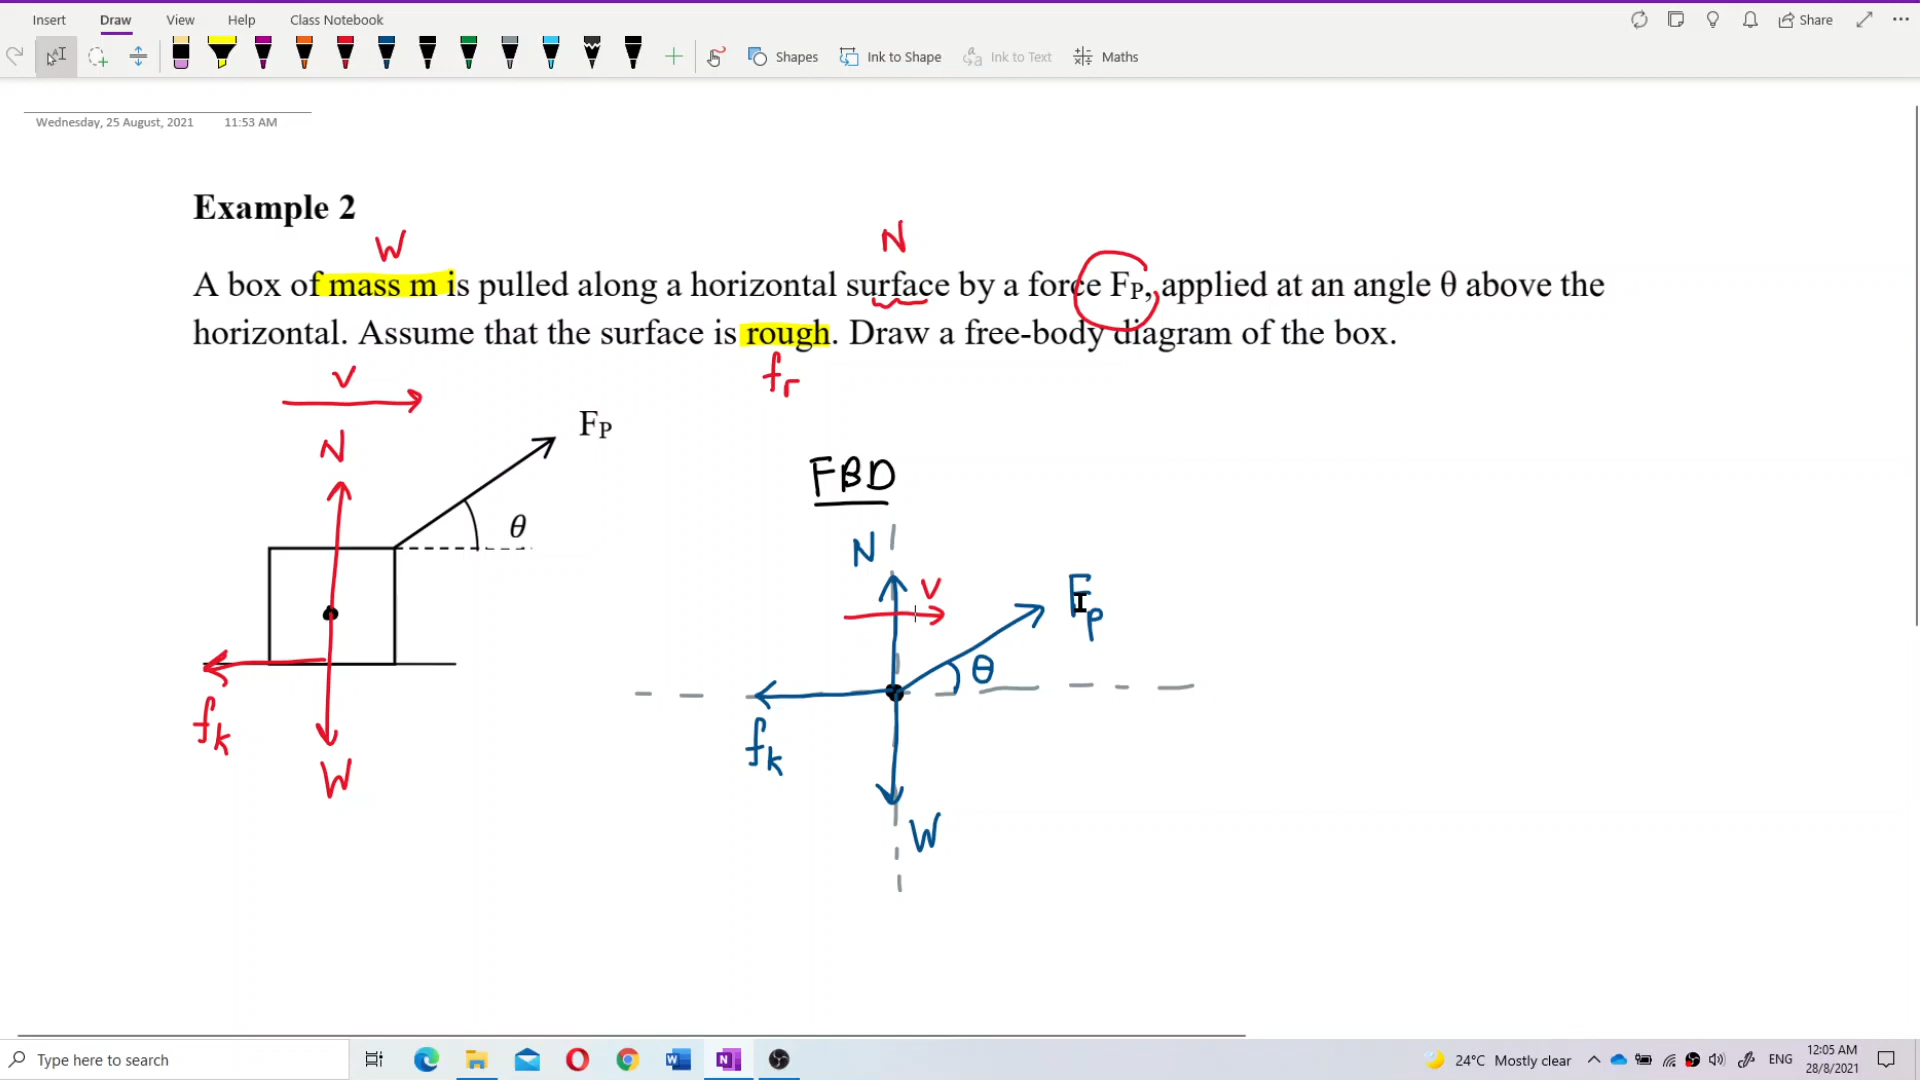 Insert Draw View Help Class Notebook Share
Shapes Ink to Shape Ink to Text Maths
Wednesday, 25 August, 2021 11:53 AM
Example 2
W N
A box of mass m is pulled along a horizontal surface by a force FP, applied at an angle θ above the
horizontal. Assume that the surface is rough. Draw a free-body diagram of the box.
fr
v
N
FP
θ
fk
W
FBD
N
v
Fp
θ
fk
W
Type here to search
24°C Mostly clear ENG 12:05 AM
28/8/2021